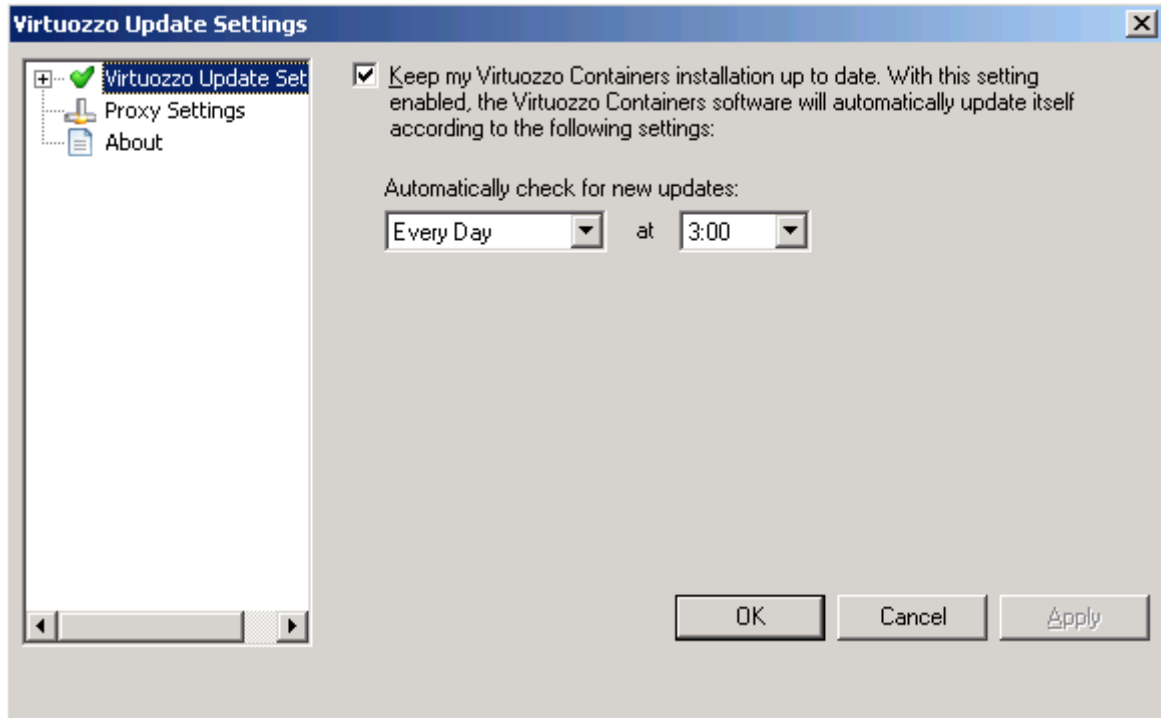 Virtuozzo Update Settings
Virtuozzo Update Set
Proxy Settings
About
Keep my Virtuozzo Containers installation up to date. With this setting
enabled, the Virtuozzo Containers software will automatically update itself
according to the following settings:
Automatically check for new updates:
Every Day at 3:00
OK Cancel Apply